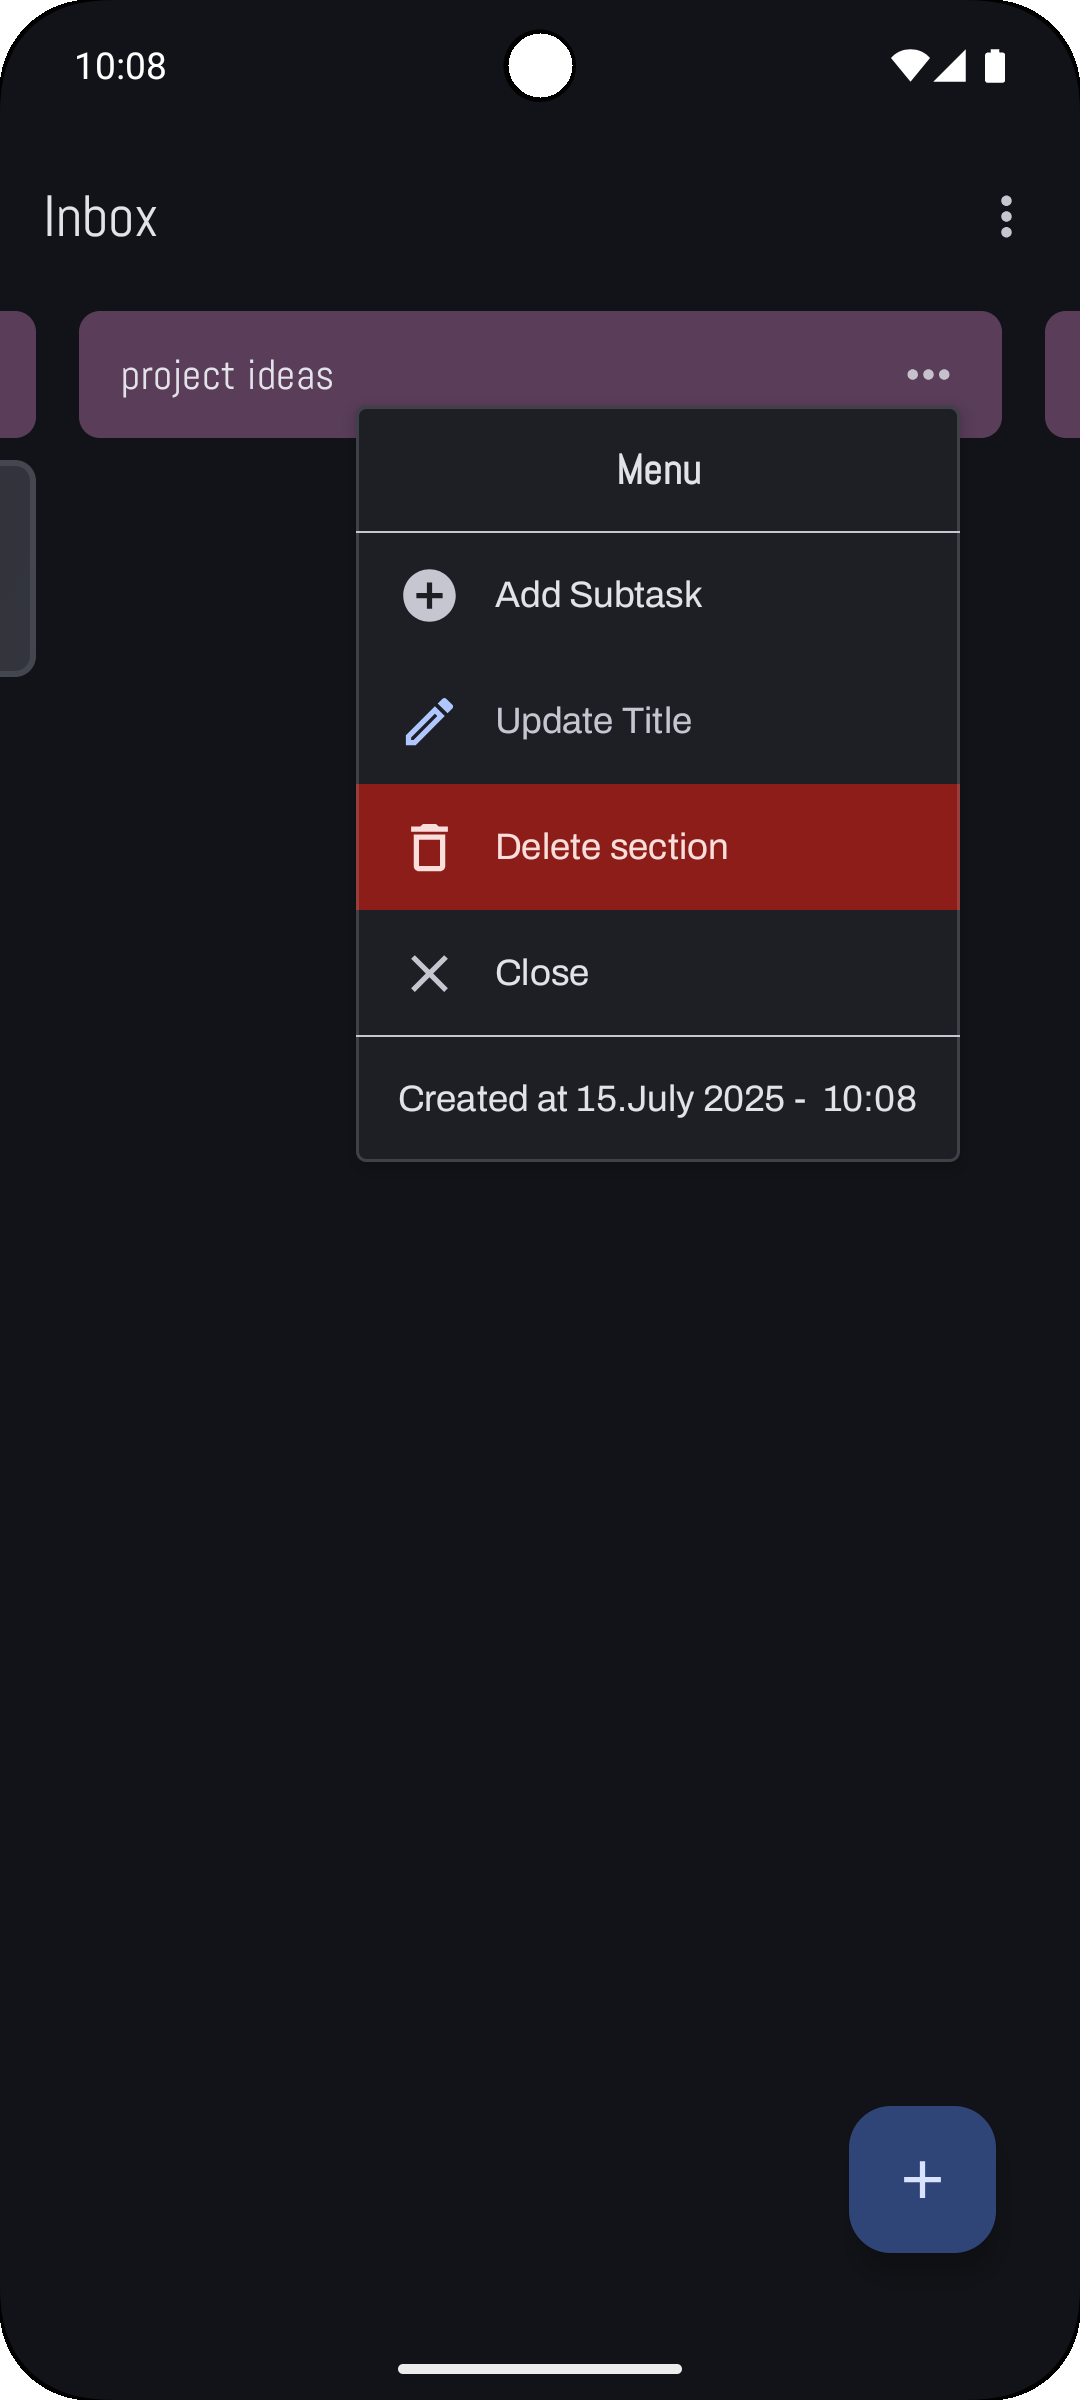 10:08
Inbox
project ideas
Menu
Add Subtask
Update Title
Delete section
Close
Created at 15.July 2025 -  10:08